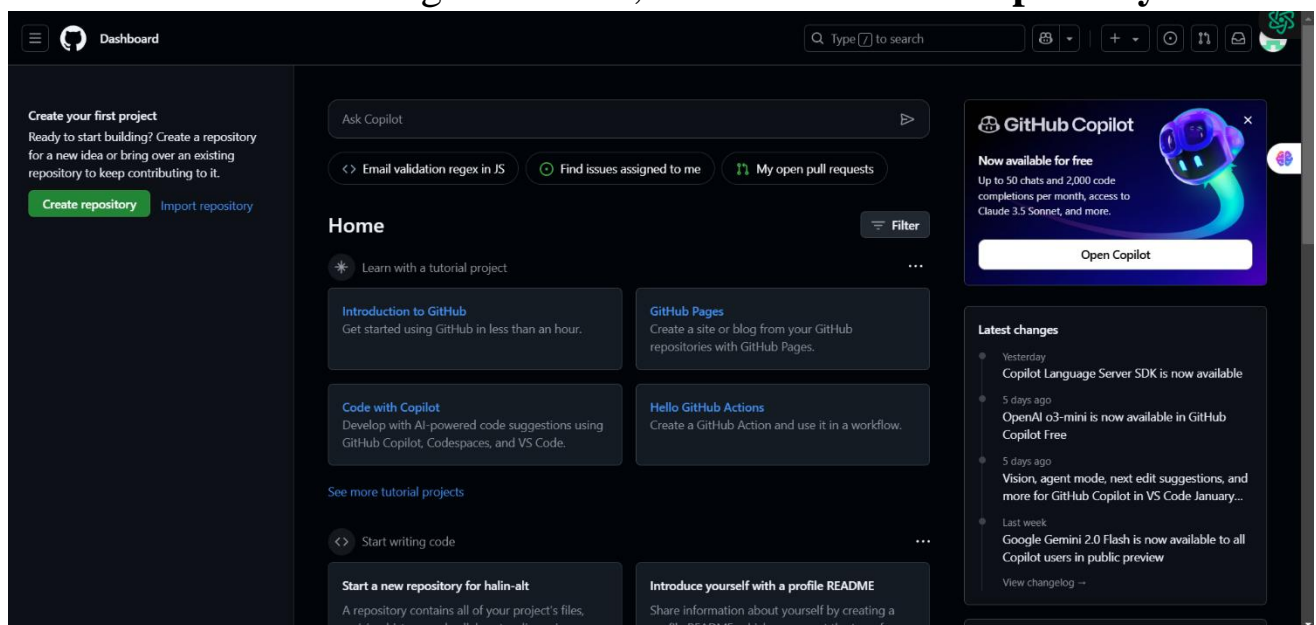 Dashboard
Type / to search
Create your first project
Ready to start building? Create a repository
for a new idea or bring over an existing
repository to keep contributing to it.
Create repository
Import repository
Ask Copilot
Email validation regex in JS
Find issues assigned to me
My open pull requests
Home
Filter
Learn with a tutorial project
Introduction to GitHub
Get started using GitHub in less than an hour.
GitHub Pages
Create a site or blog from your GitHub
repositories with GitHub Pages.
Code with Copilot
Develop with AI-powered code suggestions using
GitHub Copilot, Codespaces, and VS Code.
Hello GitHub Actions
Create a GitHub Action and use it in a workflow.
See more tutorial projects
Start writing code
Start a new repository for halin-alt
A repository contains all of your project's files,
Introduce yourself with a profile README
Share information about yourself by creating a
GitHub Copilot
Now available for free
Up to 50 chats and 2,000 code
completions per month, access to
Claude 3.5 Sonnet, and more.
Open Copilot
Latest changes
Yesterday
Copilot Language Server SDK is now available
5 days ago
OpenAI o3-mini is now available in GitHub
Copilot Free
5 days ago
Vision, agent mode, next edit suggestions, and
more for GitHub Copilot in VS Code January...
Last week
Google Gemini 2.0 Flash is now available to all
Copilot users in public preview
View changelog →